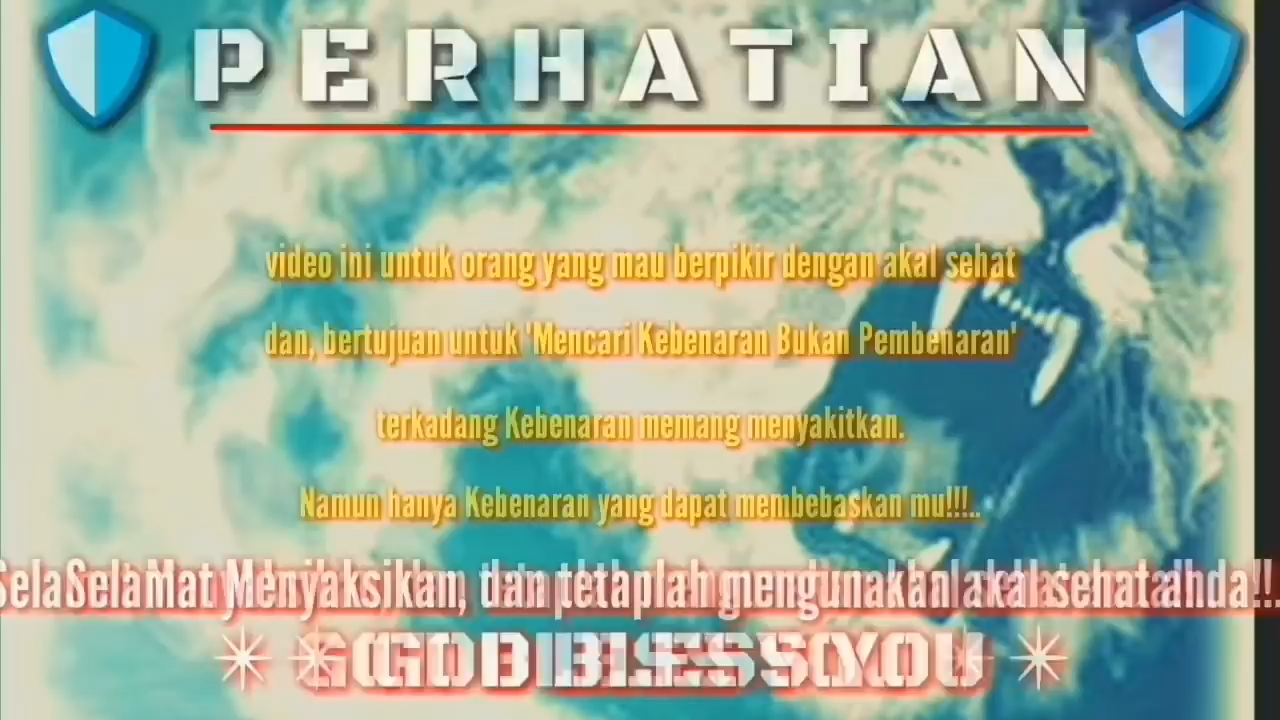 PERHATIAN
video ini untuk orang yang mau berpikir dengan akal sehat
dan, bertujuan untuk 'Mencari Kebenaran Bukan Pembenaran'
terkadang Kebenaran memang menyakitkan.
Namun hanya Kebenaran yang dapat membebaskan mu!!!..
SelaMat Menyaksikan, dan tetaplah mengunakan akal sehat anda!!.
GOD BLESS YOU